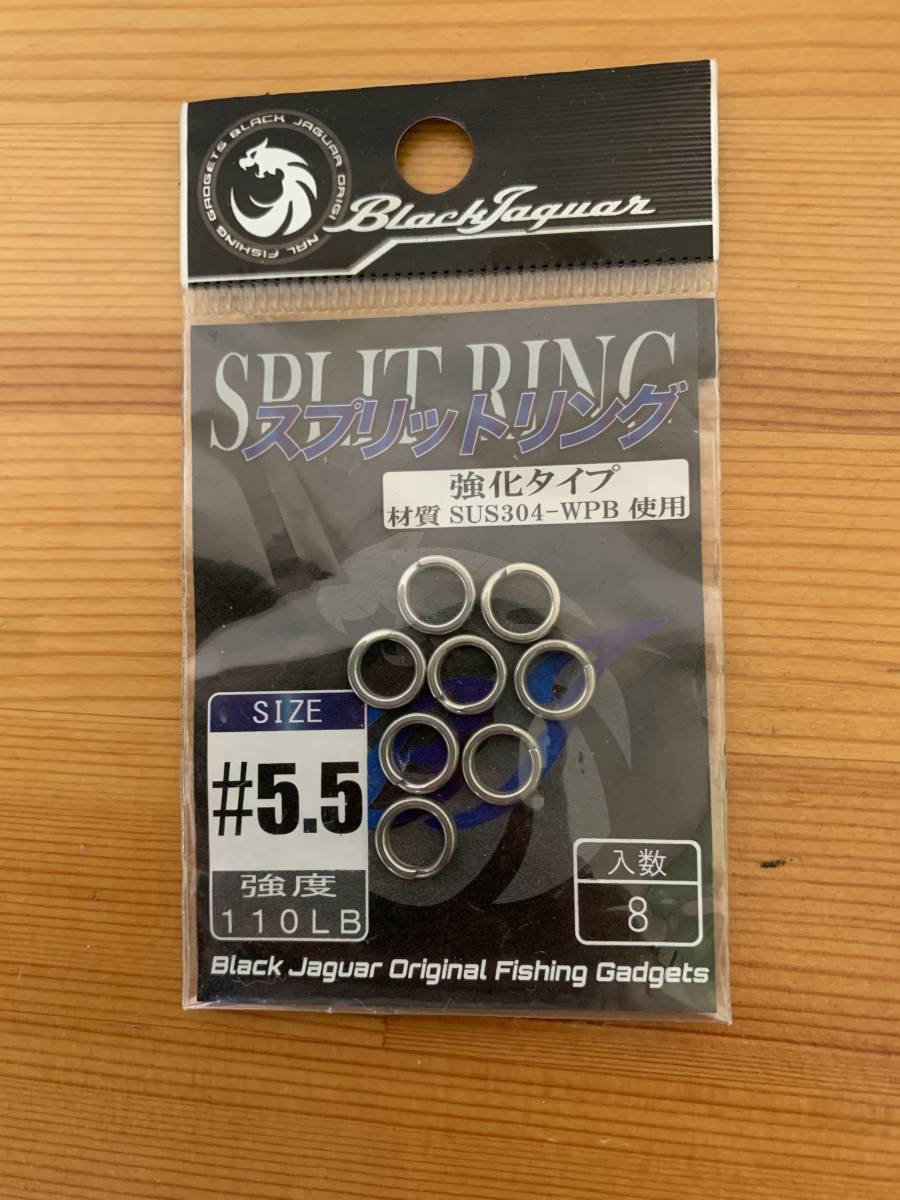 BLACK JAGUAR ORIGINAL FISHING GADGETS
BlackJaguar
SPLIT RING
スプリットリング
強化タイプ
材質 SUS304-WPB 使用
SIZE
#5.5
強度
110LB
入数
8
Black Jaguar Original Fishing Gadgets